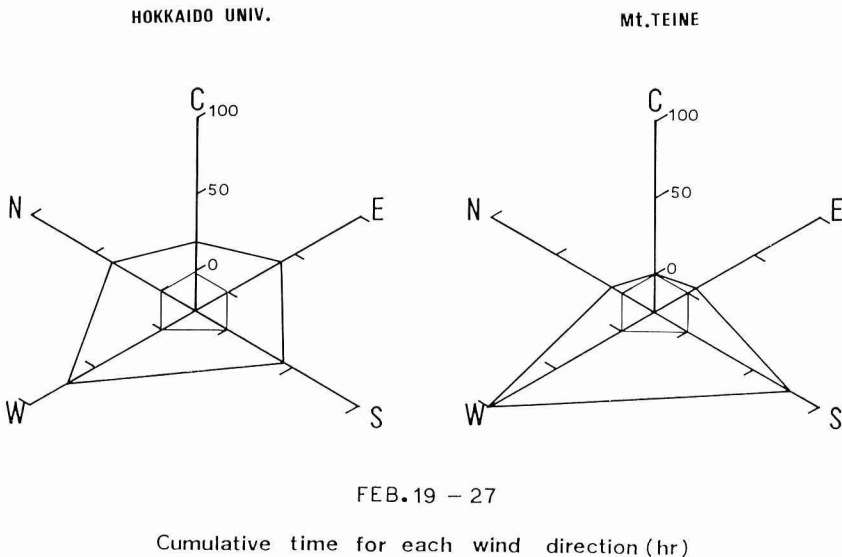 HOKKAIDO UNIV.
Mt.TEINE
C
100
50
0
N
E
W
S
C
100
50
0
N
E
W
S
FEB.19 – 27
Cumulative time for each wind direction (hr)